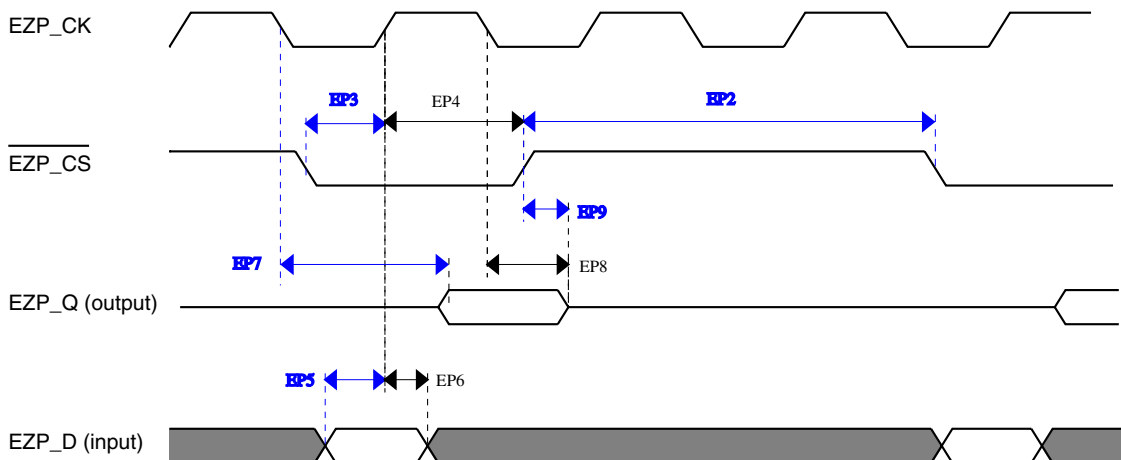 EZP_CK
EP3
EP4
EP2
EZP_CS
EP9
EP7
EP8
EZP_Q (output)
EP5
EP6
EZP_D (input)